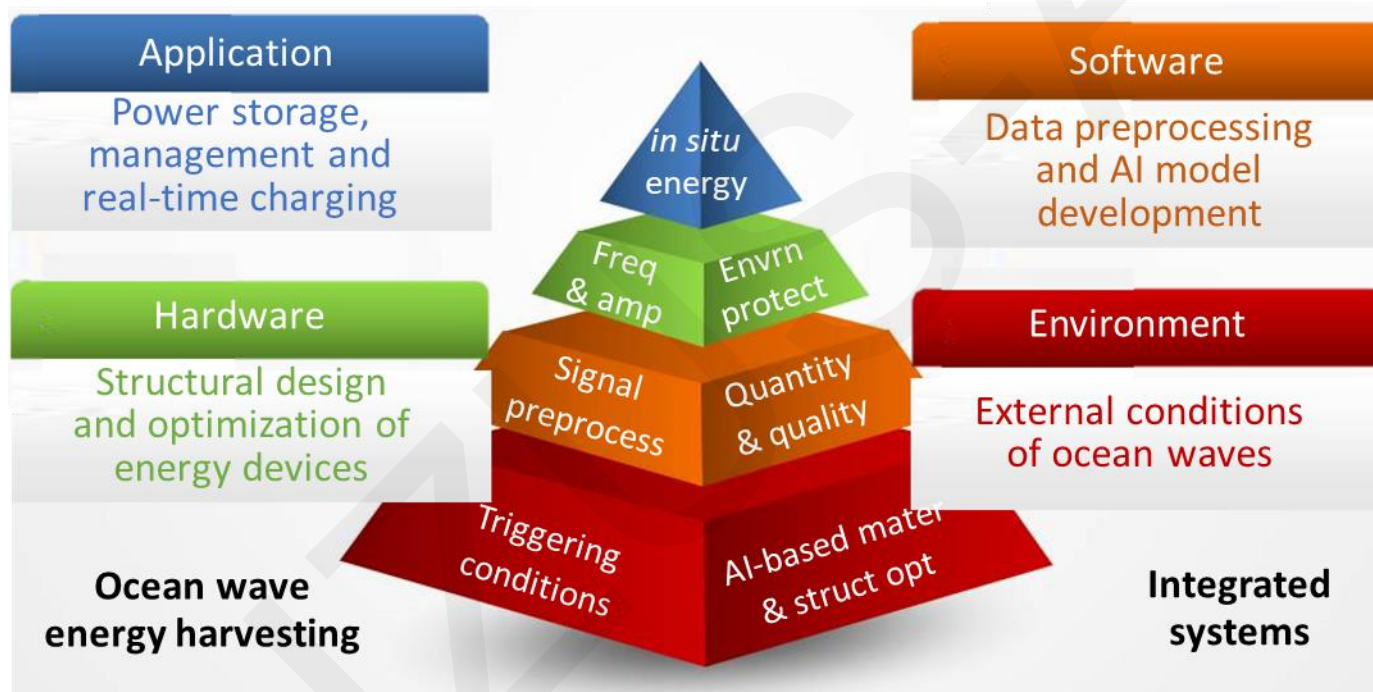 Application
Power storage,
management and
real-time charging
Software
Data preprocessing
and AI model
development
in situ
energy
Freq
& amp
Envrn
protect
Hardware
Structural design
and optimization of
energy devices
Environment
External conditions
of ocean waves
Signal
preprocess
Quantity
& quality
Triggering
conditions
AI-based mater
& struct opt
Ocean wave
energy harvesting
Integrated
systems